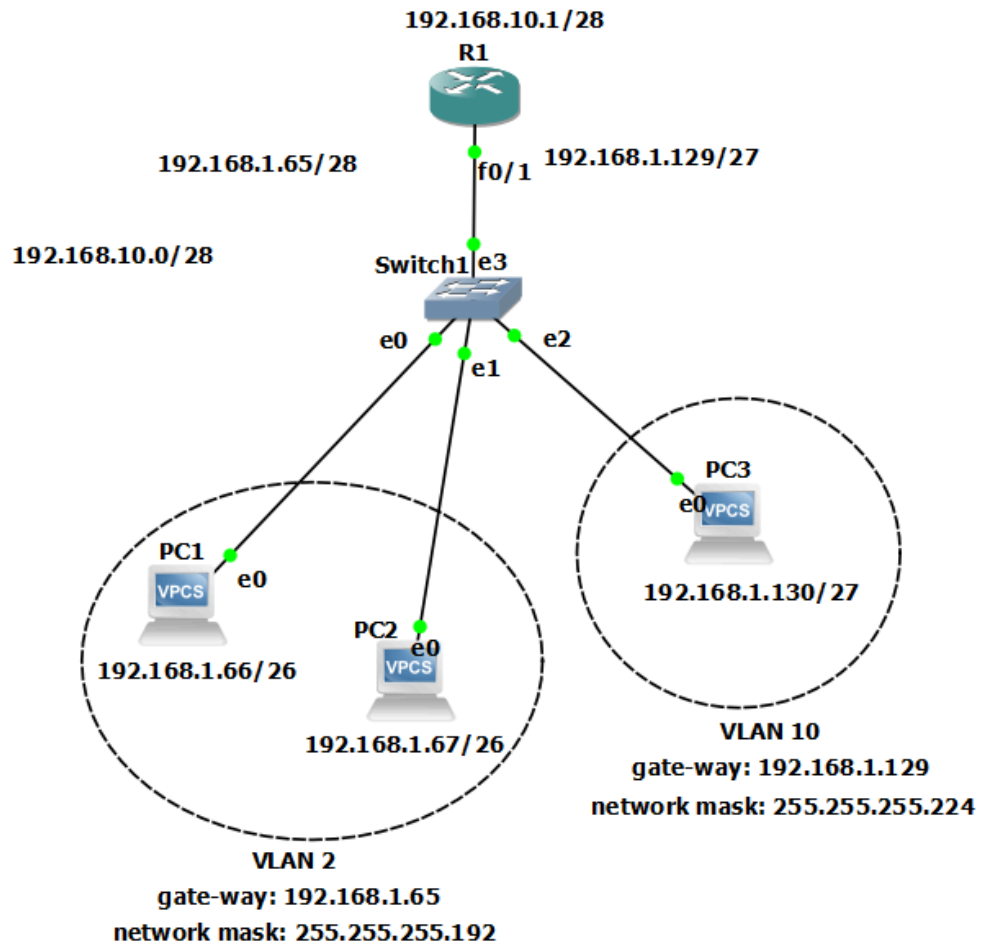 192.168.10.1/28
R1
192.168.1.65/28
f0/1
192.168.1.129/27
192.168.10.0/28
Switch1
e3
e0
e1
e2
PC3
e0
VPCS
192.168.1.130/27
PC1
VPCS
e0
192.168.1.66/26
PC2
e0
VPCS
192.168.1.67/26
VLAN 10
gate-way: 192.168.1.129
network mask: 255.255.255.224
VLAN 2
gate-way: 192.168.1.65
network mask: 255.255.255.192